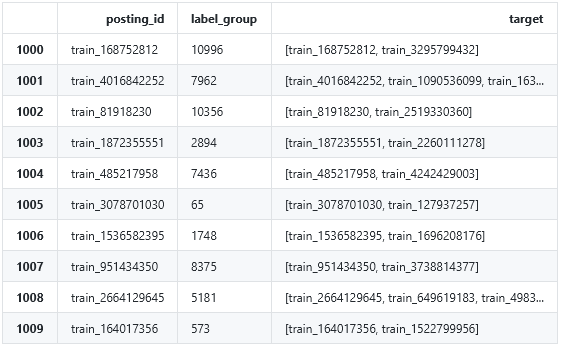 posting_id label_group target
1000 train_168752812 10996 [train_168752812, train_3295799432]
1001 train_4016842252 7962 [train_4016842252, train_1090536099, train_163...
1002 train_81918230 10356 [train_81918230, train_2519330360]
1003 train_1872355551 2894 [train_1872355551, train_2260111278]
1004 train_485217958 7436 [train_485217958, train_4242429003]
1005 train_3078701030 65 [train_3078701030, train_127937257]
1006 train_1536582395 1748 [train_1536582395, train_1696208176]
1007 train_951434350 8375 [train_951434350, train_3738814377]
1008 train_2664129645 5181 [train_2664129645, train_649619183, train_4983...
1009 train_164017356 573 [train_164017356, train_1522799956]